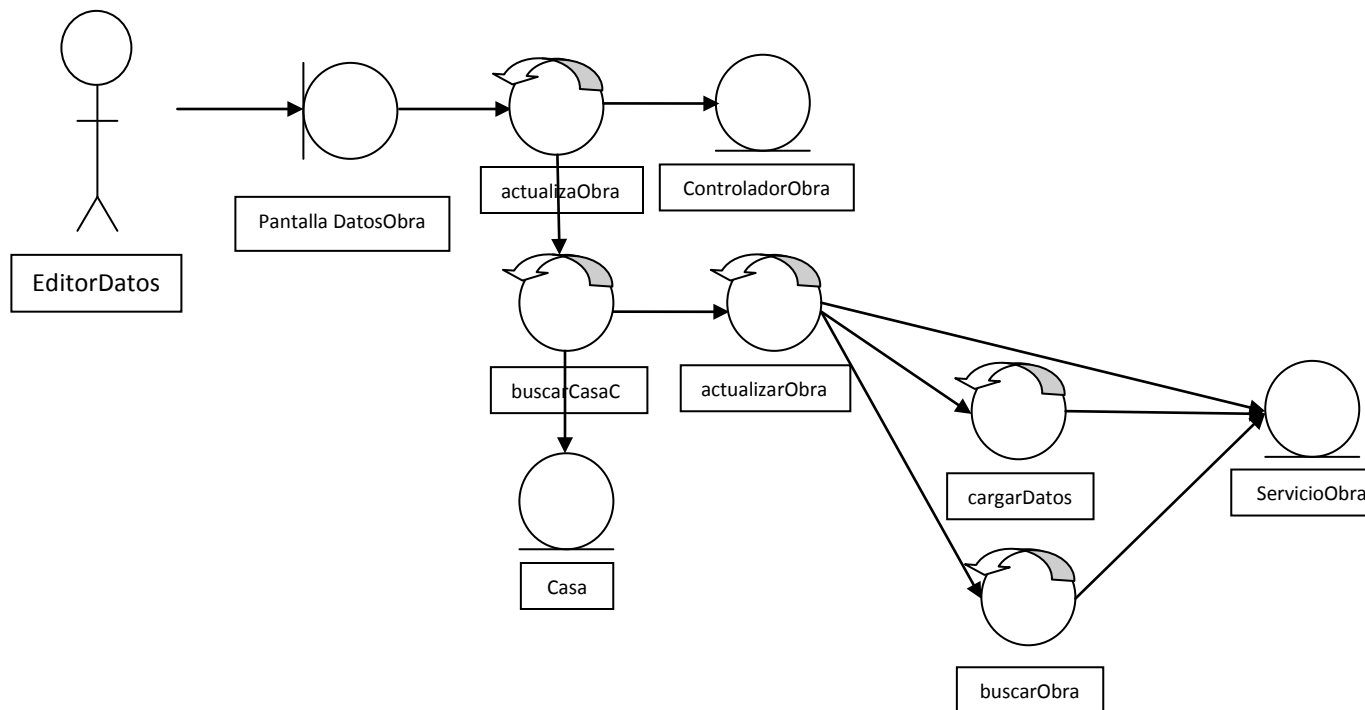 EditorDatos
Pantalla DatosObra
actualizaObra
ControladorObra
buscarCasaC
actualizarObra
Casa
cargarDatos
ServicioObra
buscarObra